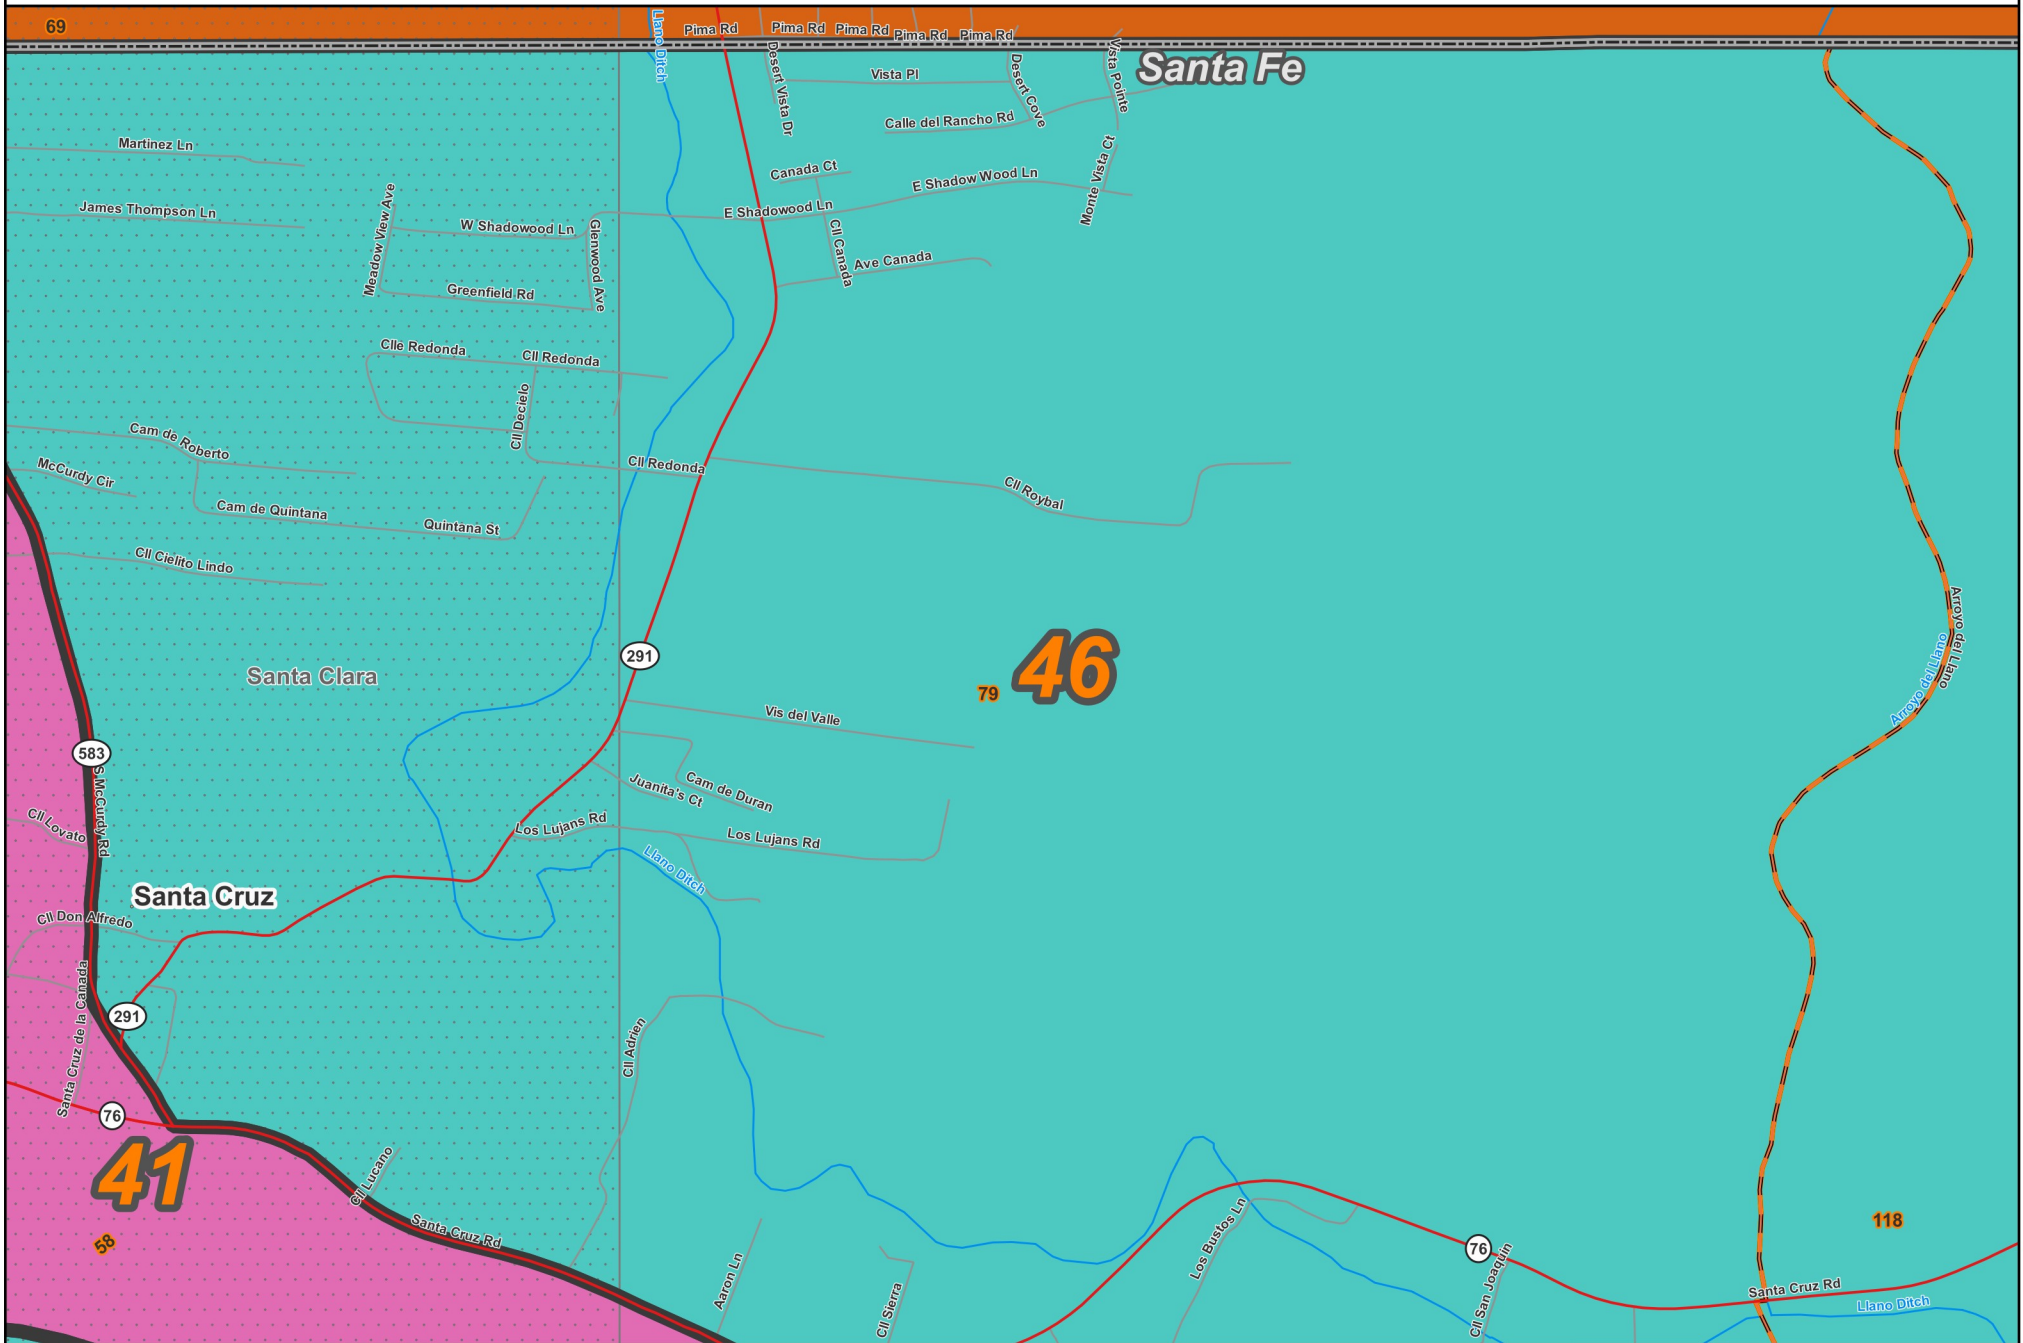 69
Pima Rd
Pima Rd
Pima Rd
Pima Rd
Pima Rd
Llano Ditch
Santa Fe
Desert Vista Dr
Vista Pl
Desert Cove
Vista Pointe
Calle del Rancho Rd
Martinez Ln
Canada Ct
E Shadow Wood Ln
Monte Vista Ct
James Thompson Ln
Meadow View Ave
W Shadowood Ln
Glenwood Ave
E Shadowood Ln
Cll Canada
Ave Canada
Greenfield Rd
Clle Redonda
Cll Redonda
Cll Decielo
Cam de Roberto
McCurdy Cir
Cll Redonda
Cll Roybal
Cam de Quintana
Quintana St
Cll Cielito Lindo
Arroyo del Llano
Arroyo del Llano
291
46
79
Santa Clara
Vis del Valle
583
S McCurdy Rd
Juanita's Ct
Cam de Duran
Cll Lovato
Los Lujans Rd
Los Lujans Rd
Llano Ditch
Santa Cruz
Cll Don Alfredo
Santa Cruz de la Canada
291
Cll Adrien
76
41
58
Cll Lucano
Santa Cruz Rd
Los Bustos Ln
118
76
Cll San Joaquin
Aaron Ln
Cll Sierra
Santa Cruz Rd
Llano Ditch